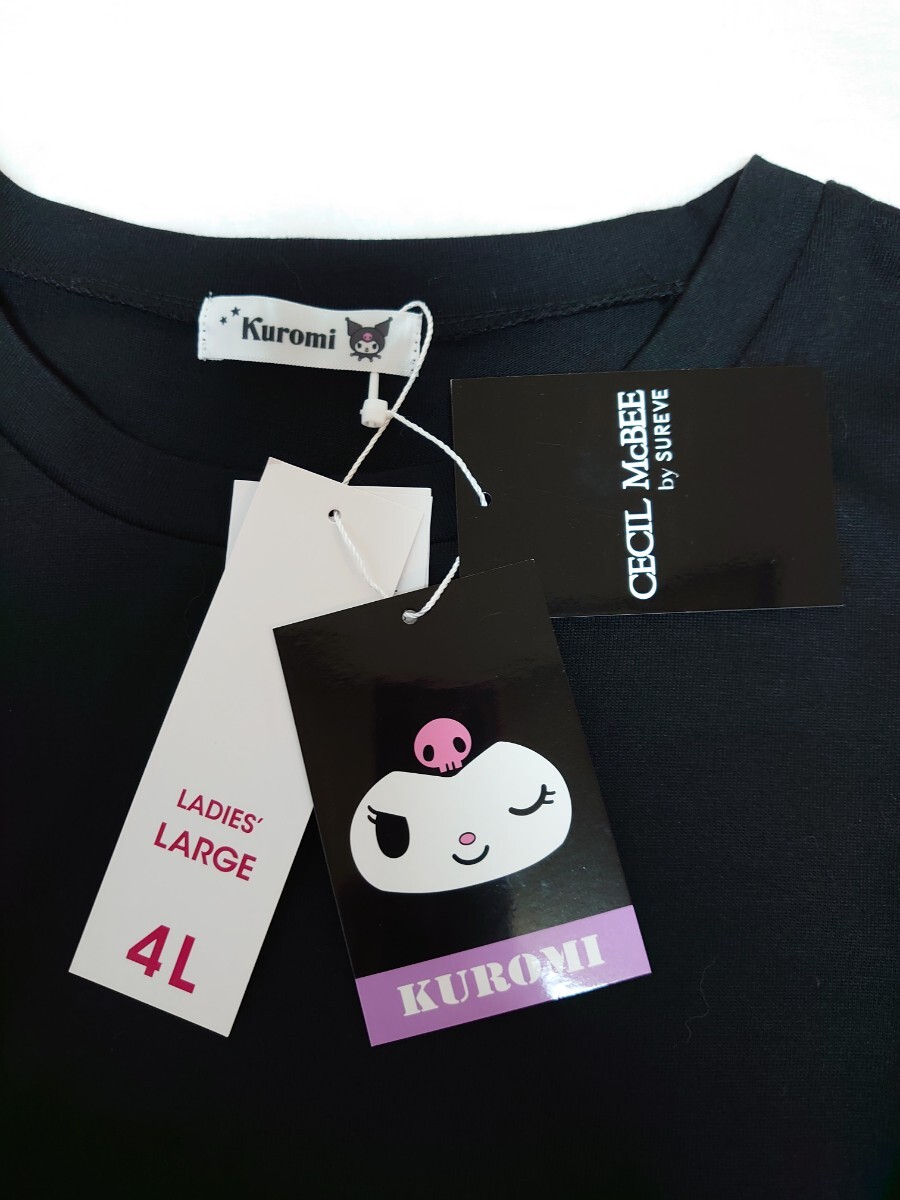 Kuromi
CECIL McBEE
by SUREVE
LADIES'
LARGE
4L
KUROMI